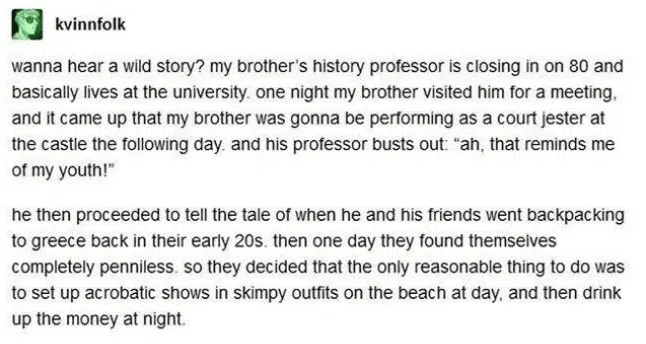 kvinnfolk
wanna hear a wild story? my brother's history professor is closing in on 80 and
basically lives at the university. one night my brother visited him for a meeting,
and it came up that my brother was gonna be performing as a court jester at
the castle the following day. and his professor busts out: “ah, that reminds me
of my youth!”
he then proceeded to tell the tale of when he and his friends went backpacking
to greece back in their early 20s. then one day they found themselves
completely penniless. so they decided that the only reasonable thing to do was
to set up acrobatic shows in skimpy outfits on the beach at day, and then drink
up the money at night.